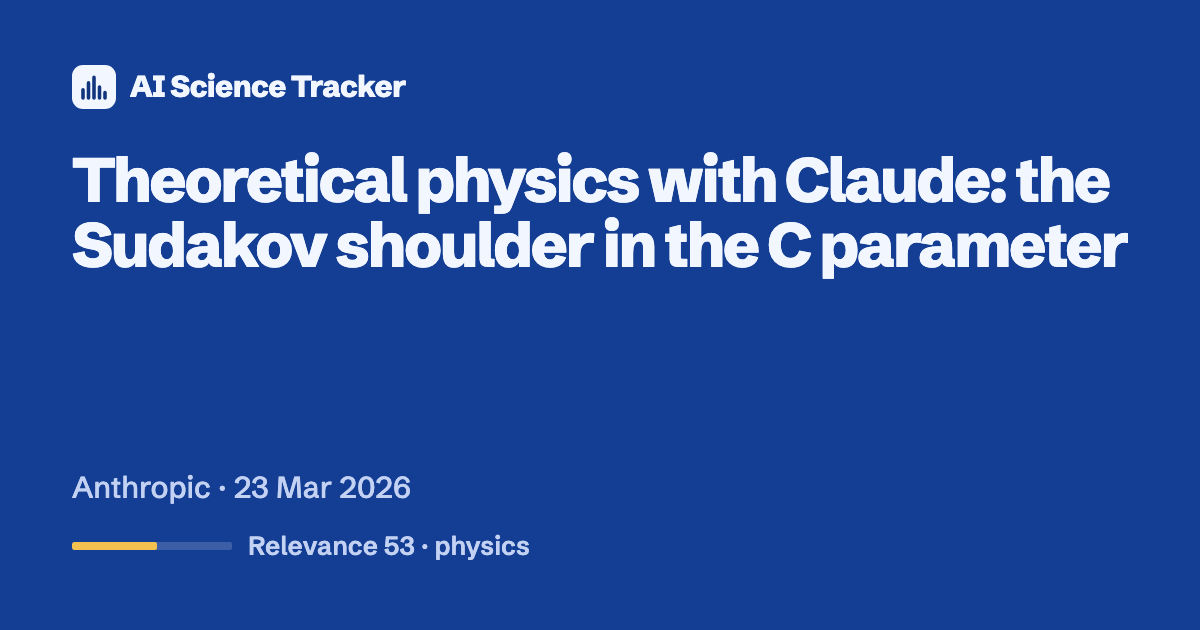 AI Science Tracker
Theoretical physics with Claude: the
Sudakov shoulder in the C parameter
Anthropic · 23 Mar 2026
Relevance 53 · physics